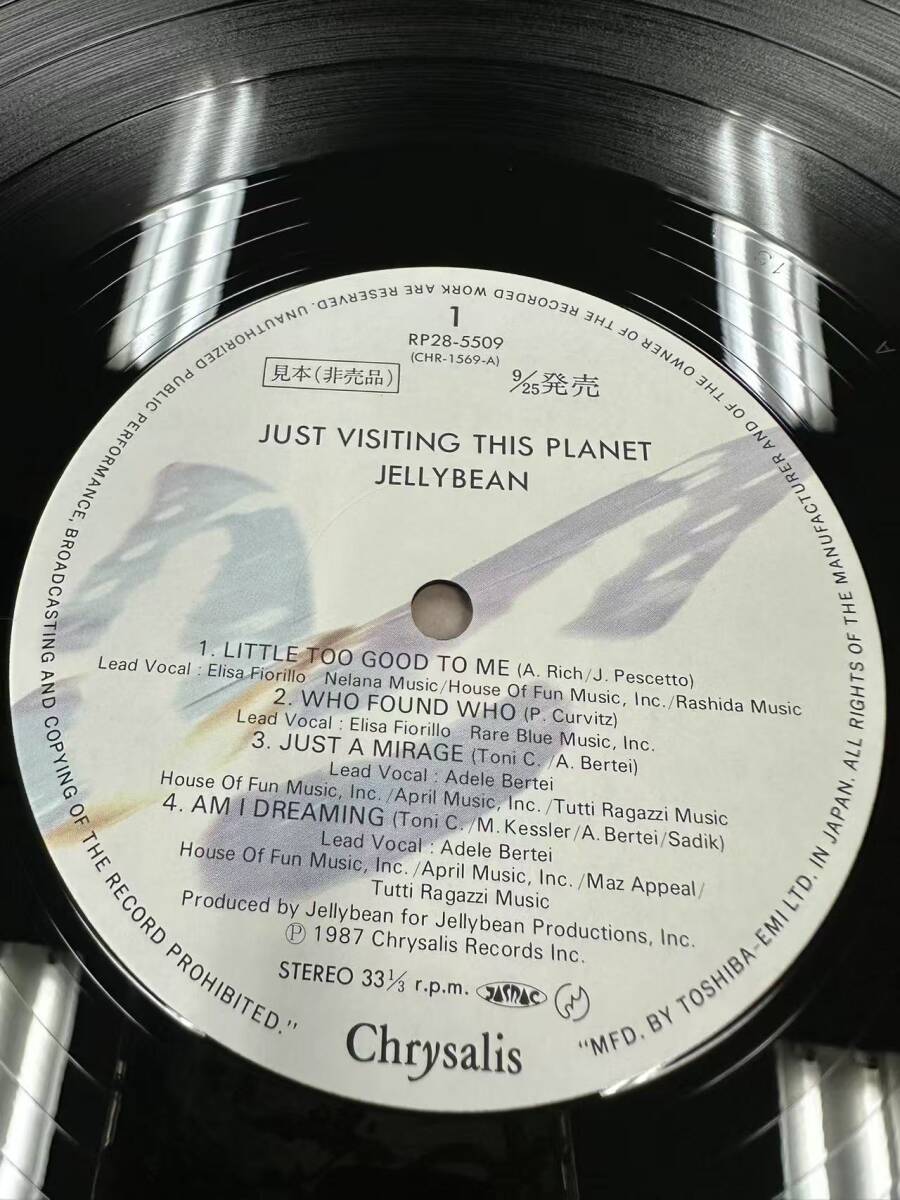 1
RP28-5509
(CHR-1569-A)
見本(非売品)
9/25発売
JUST VISITING THIS PLANET
JELLYBEAN
1. LITTLE TOO GOOD TO ME (A. Rich/J. Pescetto)
Lead Vocal : Elisa Fiorillo Nelana Music/House Of Fun Music, Inc./Rashida Music
2. WHO FOUND WHO (P. Curvitz)
Lead Vocal : Elisa Fiorillo Rare Blue Music, Inc.
3. JUST A MIRAGE (Toni C./A. Bertei)
Lead Vocal : Adele Bertei
House Of Fun Music, Inc./April Music, Inc./Tutti Ragazzi Music
4. AM I DREAMING (Toni C./M. Kessler/A. Bertei/Sadik)
Lead Vocal : Adele Bertei
House Of Fun Music, Inc./April Music, Inc./Maz Appeal/
Tutti Ragazzi Music
Produced by Jellybean for Jellybean Productions, Inc.
Ⓟ 1987 Chrysalis Records Inc.
STEREO 33 1/3 r.p.m. JASRAC
Chrysalis
"MFD. BY TOSHIBA-EMI LTD. IN JAPAN. ALL RIGHTS OF THE MANUFACTURER AND OF THE OWNER OF THE RECORDED WORK ARE RESERVED. UNAUTHORIZED PUBLIC PERFORMANCE, BROADCASTING AND COPYING OF THE RECORD PROHIBITED."